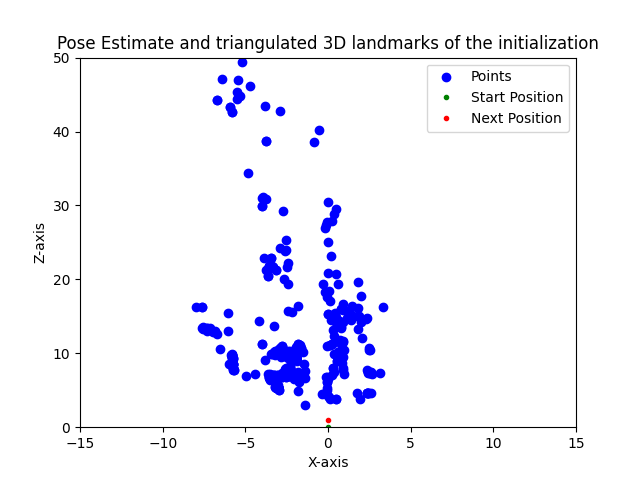 Pose Estimate and triangulated 3D landmarks of the initialization
50
40
30
20
10
0
Z-axis
Points
Start Position
Next Position
−15
−10
−5
0
5
10
15
X-axis